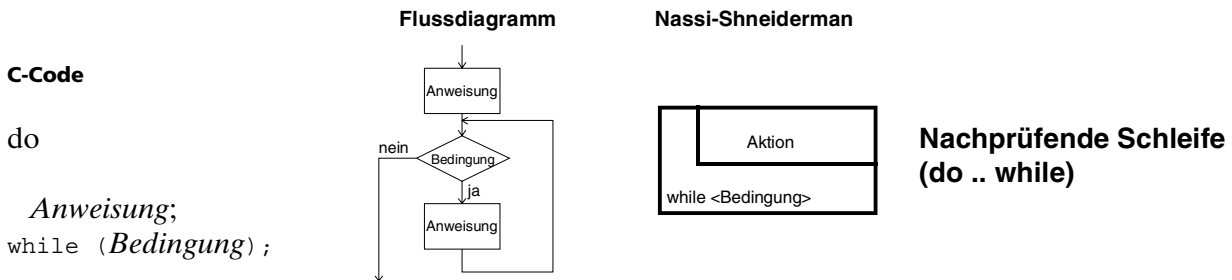 Flussdiagramm
Nassi-Shneiderman
C-Code
do
Anweisung;
while (Bedingung);
Anweisung
nein
Bedingung
ja
Anweisung
Aktion
while <Bedingung>
Nachprüfende Schleife
(do .. while)